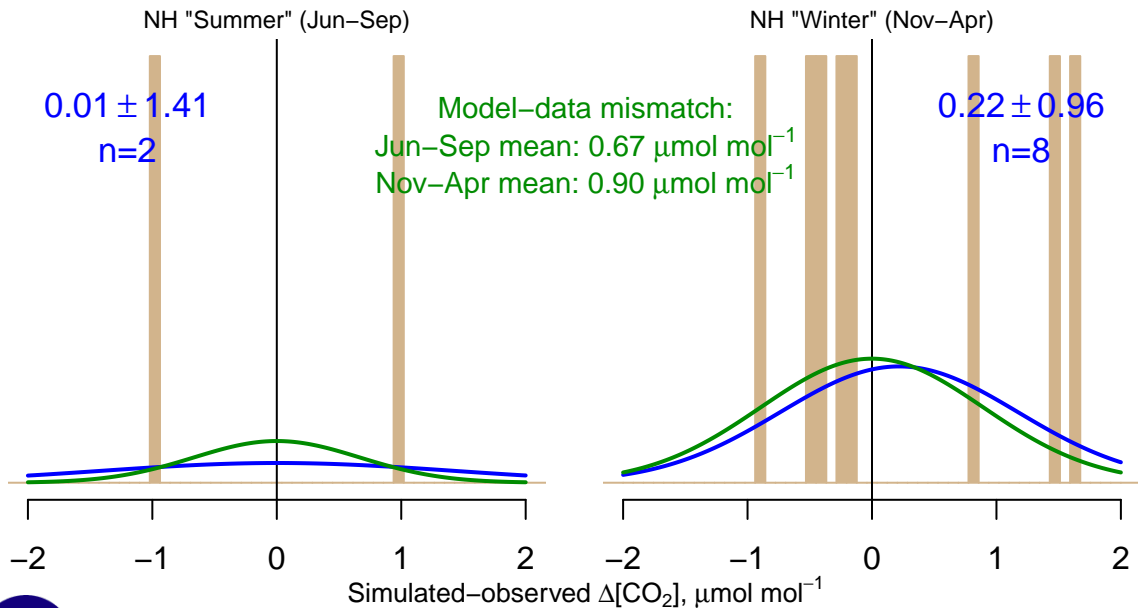 NH "Summer" (Jun−Sep)
NH "Winter" (Nov−Apr)
0.01 ± 1.41
n=2
Model−data mismatch:
Jun−Sep mean: 0.67 μmol mol⁻¹
Nov−Apr mean: 0.90 μmol mol⁻¹
0.22 ± 0.96
n=8
−2 −1 0 1 2
−2 −1 0 1 2
Simulated−observed Δ[CO₂], μmol mol⁻¹